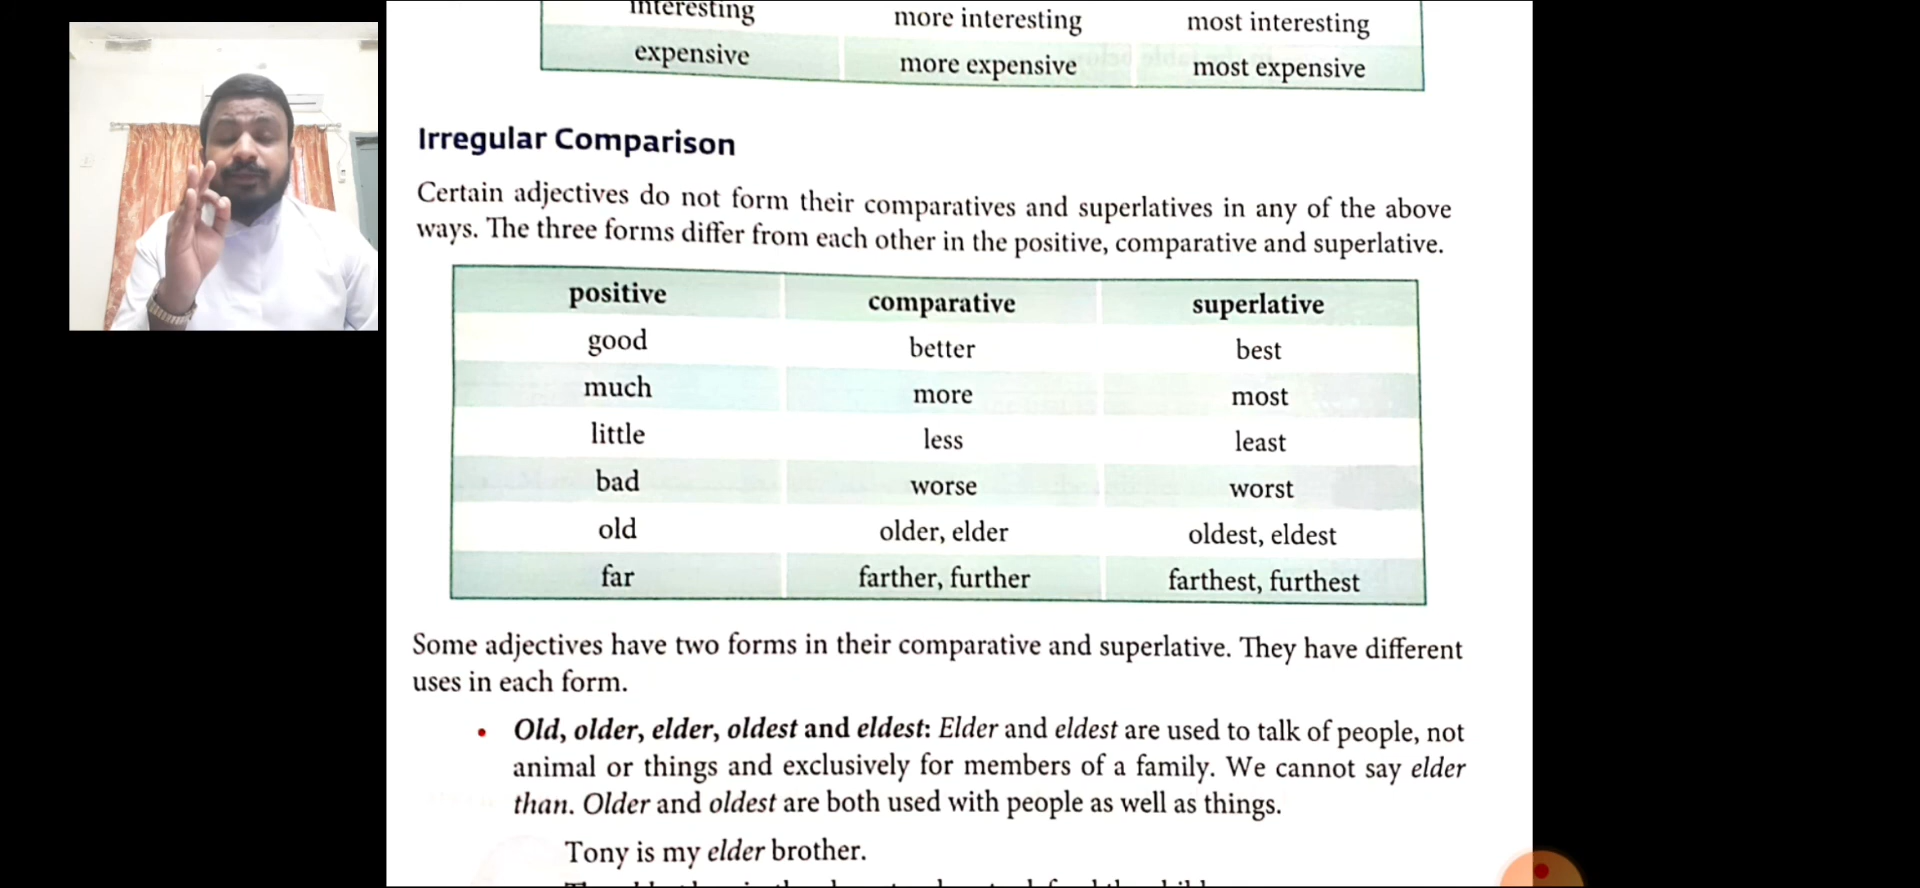 interesting more interesting most interesting
expensive more expensive most expensive
Irregular Comparison
Certain adjectives do not form their comparatives and superlatives in any of the above
ways. The three forms differ from each other in the positive, comparative and superlative.
positive comparative superlative
good better best
much more most
little less least
bad worse worst
old older, elder oldest, eldest
far farther, further farthest, furthest
Some adjectives have two forms in their comparative and superlative. They have different
uses in each form.
• Old, older, elder, oldest and eldest: Elder and eldest are used to talk of people, not
animal or things and exclusively for members of a family. We cannot say elder
than. Older and oldest are both used with people as well as things.
Tony is my elder brother.